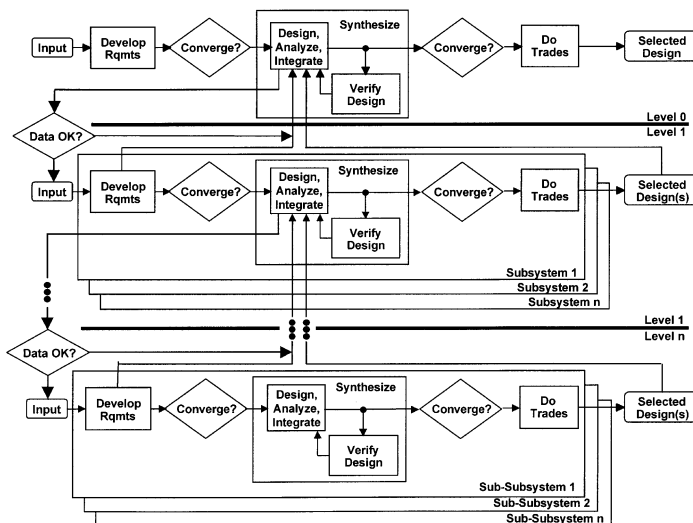 Input
Develop
Rqmts
Converge?
Design,
Analyze,
Integrate
Synthesize
Verify
Design
Converge?
Do
Trades
Selected
Design
Level 0
Level 1
Data OK?
Input
Develop
Rqmts
Converge?
Design,
Analyze,
Integrate
Synthesize
Verify
Design
Converge?
Do
Trades
Selected
Design(s)
Subsystem 1
Subsystem 2
Subsystem n
Level 1
Level n
Data OK?
Input
Develop
Rqmts
Converge?
Design,
Analyze,
Integrate
Synthesize
Verify
Design
Converge?
Do
Trades
Selected
Design(s)
Sub-Subsystem 1
Sub-Subsystem 2
Sub-Subsystem n